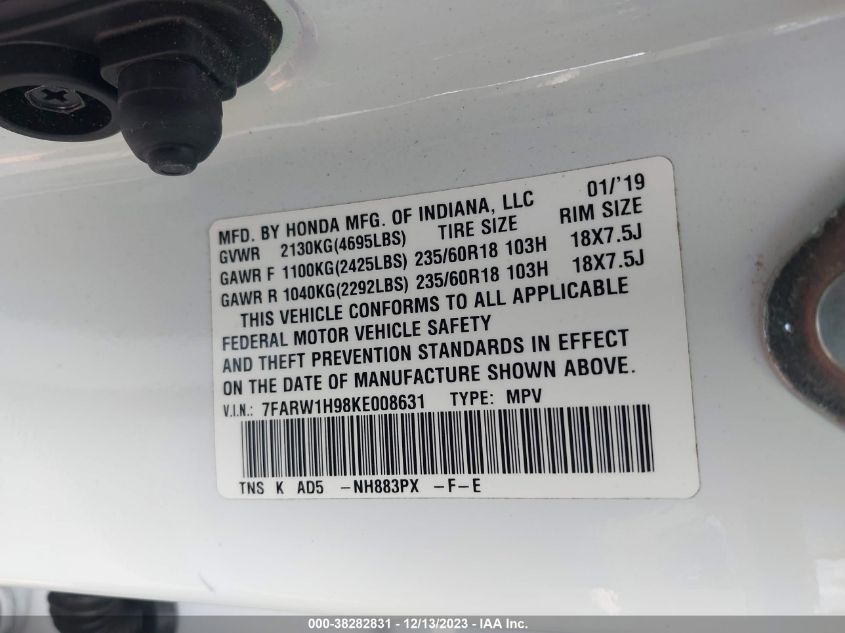 MFD. BY HONDA MFG. OF INDIANA, LLC 01/'19
GVWR 2130KG(4695LBS) TIRE SIZE RIM SIZE
GAWR F 1100KG(2425LBS) 235/60R18 103H 18X7.5J
GAWR R 1040KG(2292LBS) 235/60R18 103H 18X7.5J
THIS VEHICLE CONFORMS TO ALL APPLICABLE
FEDERAL MOTOR VEHICLE SAFETY
AND THEFT PREVENTION STANDARDS IN EFFECT
ON THE DATE OF MANUFACTURE SHOWN ABOVE.
V.I.N.: 7FARW1H98KE008631 TYPE: MPV
TNS K AD5 -NH883PX -F-E
000-38282831 - 12/13/2023 - IAA Inc.